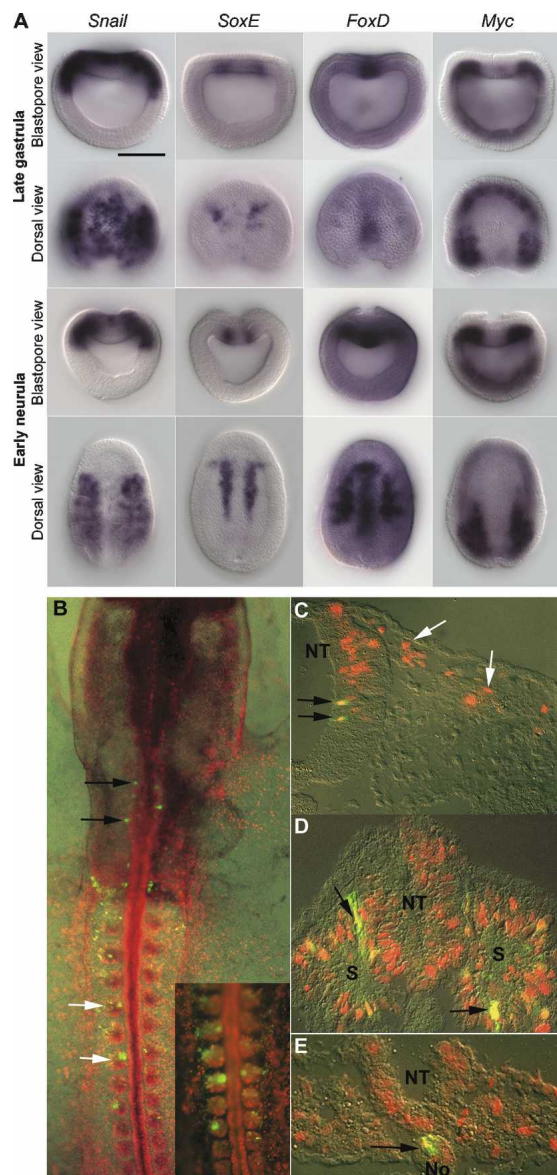 A
Snail SoxE FoxD Myc
Late gastrula
Blastopore view
Dorsal view
Early neurula
Blastopore view
Dorsal view
B
C
NT
D
NT
S
S
E
NT
No